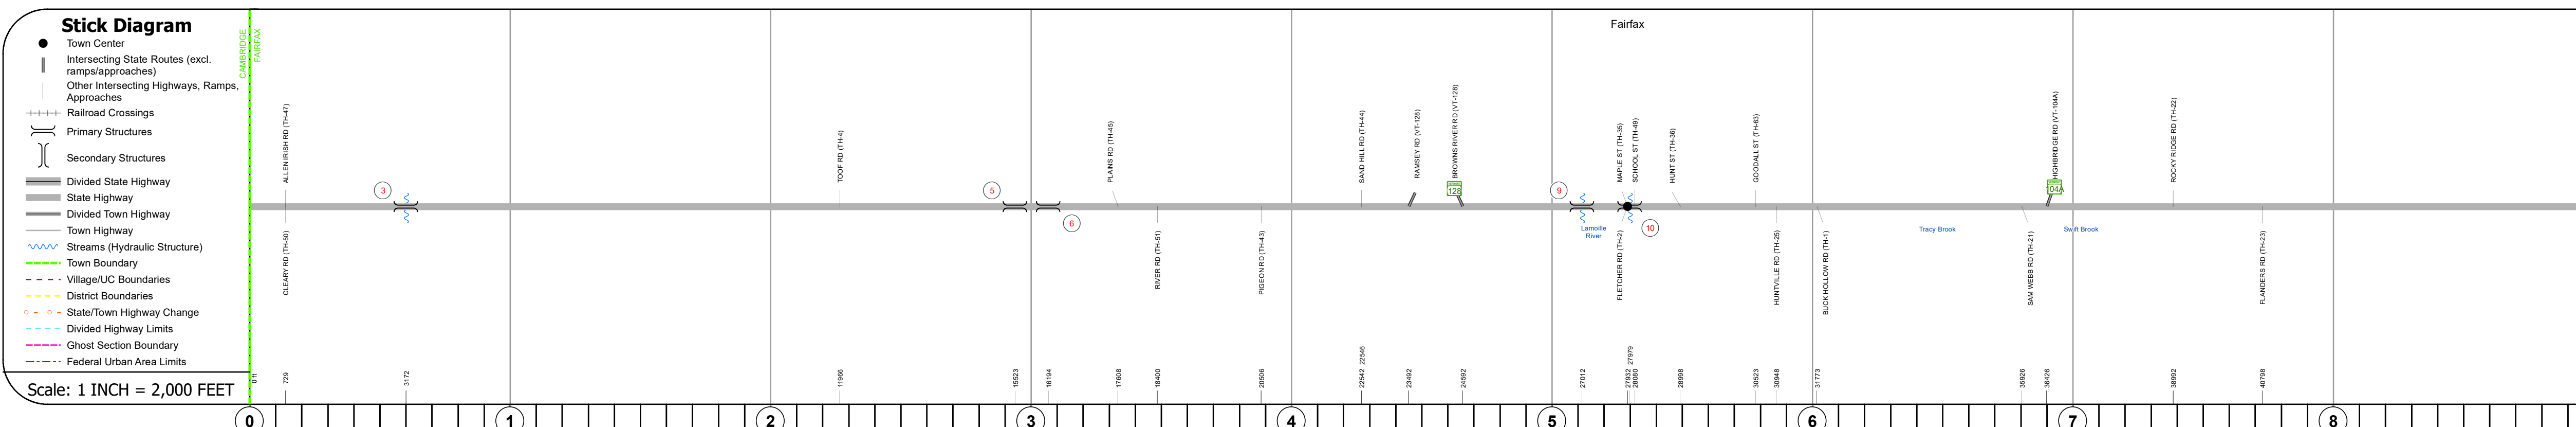 Stick Diagram
Town Center
Intersecting State Routes (excl.
ramps/approaches)
Other Intersecting Highways, Ramps,
Approaches
Railroad Crossings
Primary Structures
Secondary Structures
Divided State Highway
State Highway
Divided Town Highway
Town Highway
Streams (Hydraulic Structure)
Town Boundary
Village/UC Boundaries
District Boundaries
State/Town Highway Change
Divided Highway Limits
Ghost Section Boundary
Federal Urban Area Limits
Scale: 1 INCH = 2,000 FEET
CAMBRIDGE
FAIRFAX
Fairfax
ALLEN IRISH RD (TH-47)
TOOF RD (TH-4)
PLAINS RD (TH-45)
SAND HILL RD (TH-44)
RAMSEY RD (VT-128)
BROWNS RIVER RD (VT-128)
MAPLE ST (TH-35)
SCHOOL ST (TH-49)
HUNT ST (TH-36)
GOODALL ST (TH-63)
HIGHBRIDGE RD (VT-104A)
ROCKY RIDGE RD (TH-22)
3
5
6
128
9
10
104A
Lamoille
River
Tracy Brook
Swift Brook
CLEARY RD (TH-50)
RIVER RD (TH-51)
PIGEON RD (TH-43)
FLETCHER RD (TH-2)
HUNTVILLE RD (TH-25)
BUCK HOLLOW RD (TH-1)
SAM WEBB RD (TH-21)
FLANDERS RD (TH-23)
0 ft
729
3172
11966
15523
16194
17608
18400
20506
22542 22546
23492
24592
27012
27932 27979
28080
28998
30523
30948
31773
35926
36426
38992
40798
0 1 2 3 4 5 6 7 8